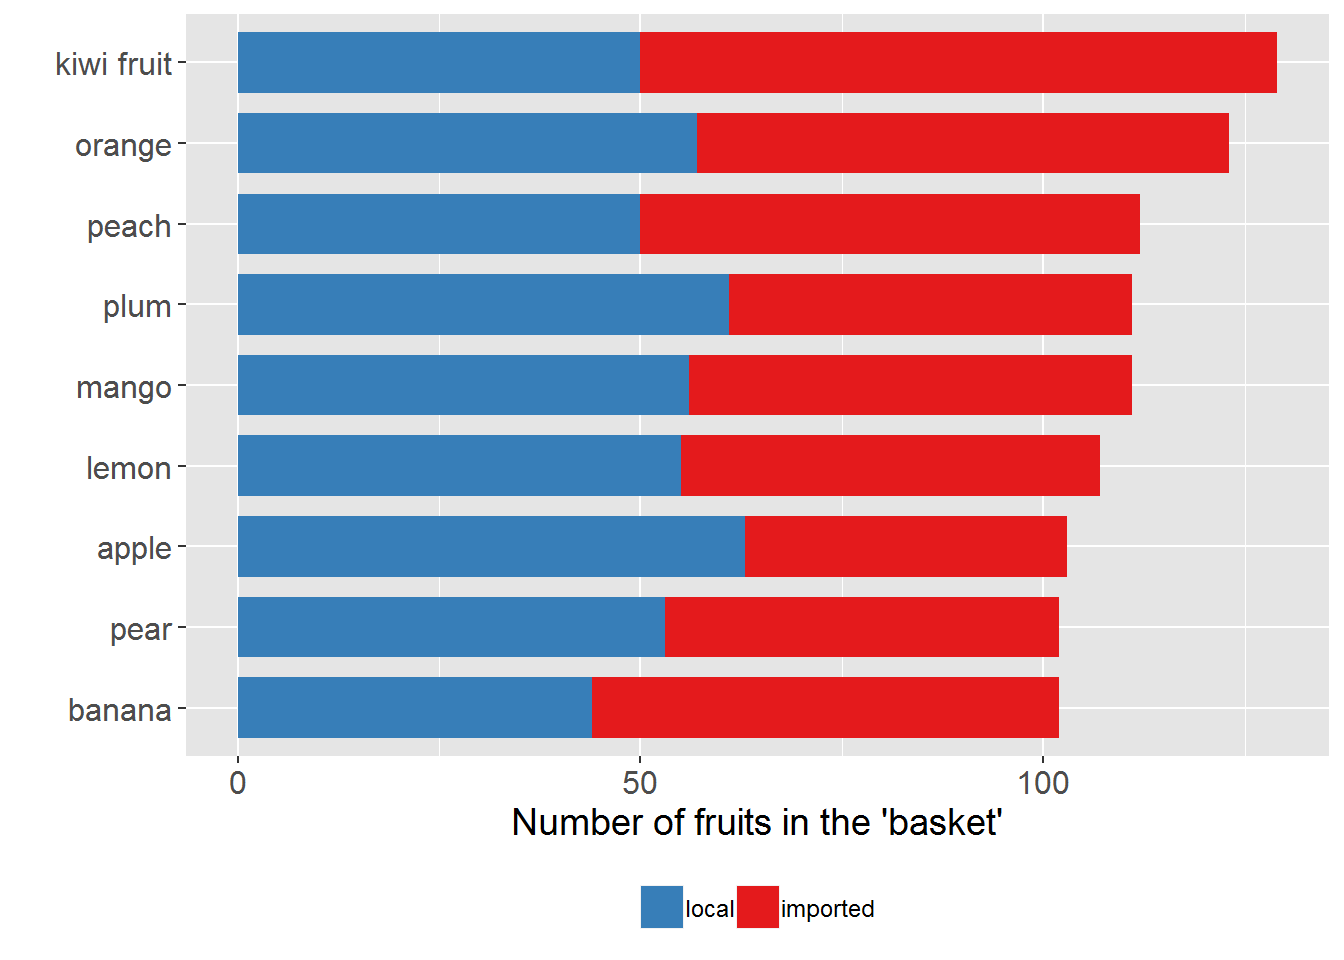 kiwi fruit
orange
peach
plum
mango
lemon
apple
pear
banana
0 50 100
Number of fruits in the 'basket'
local imported